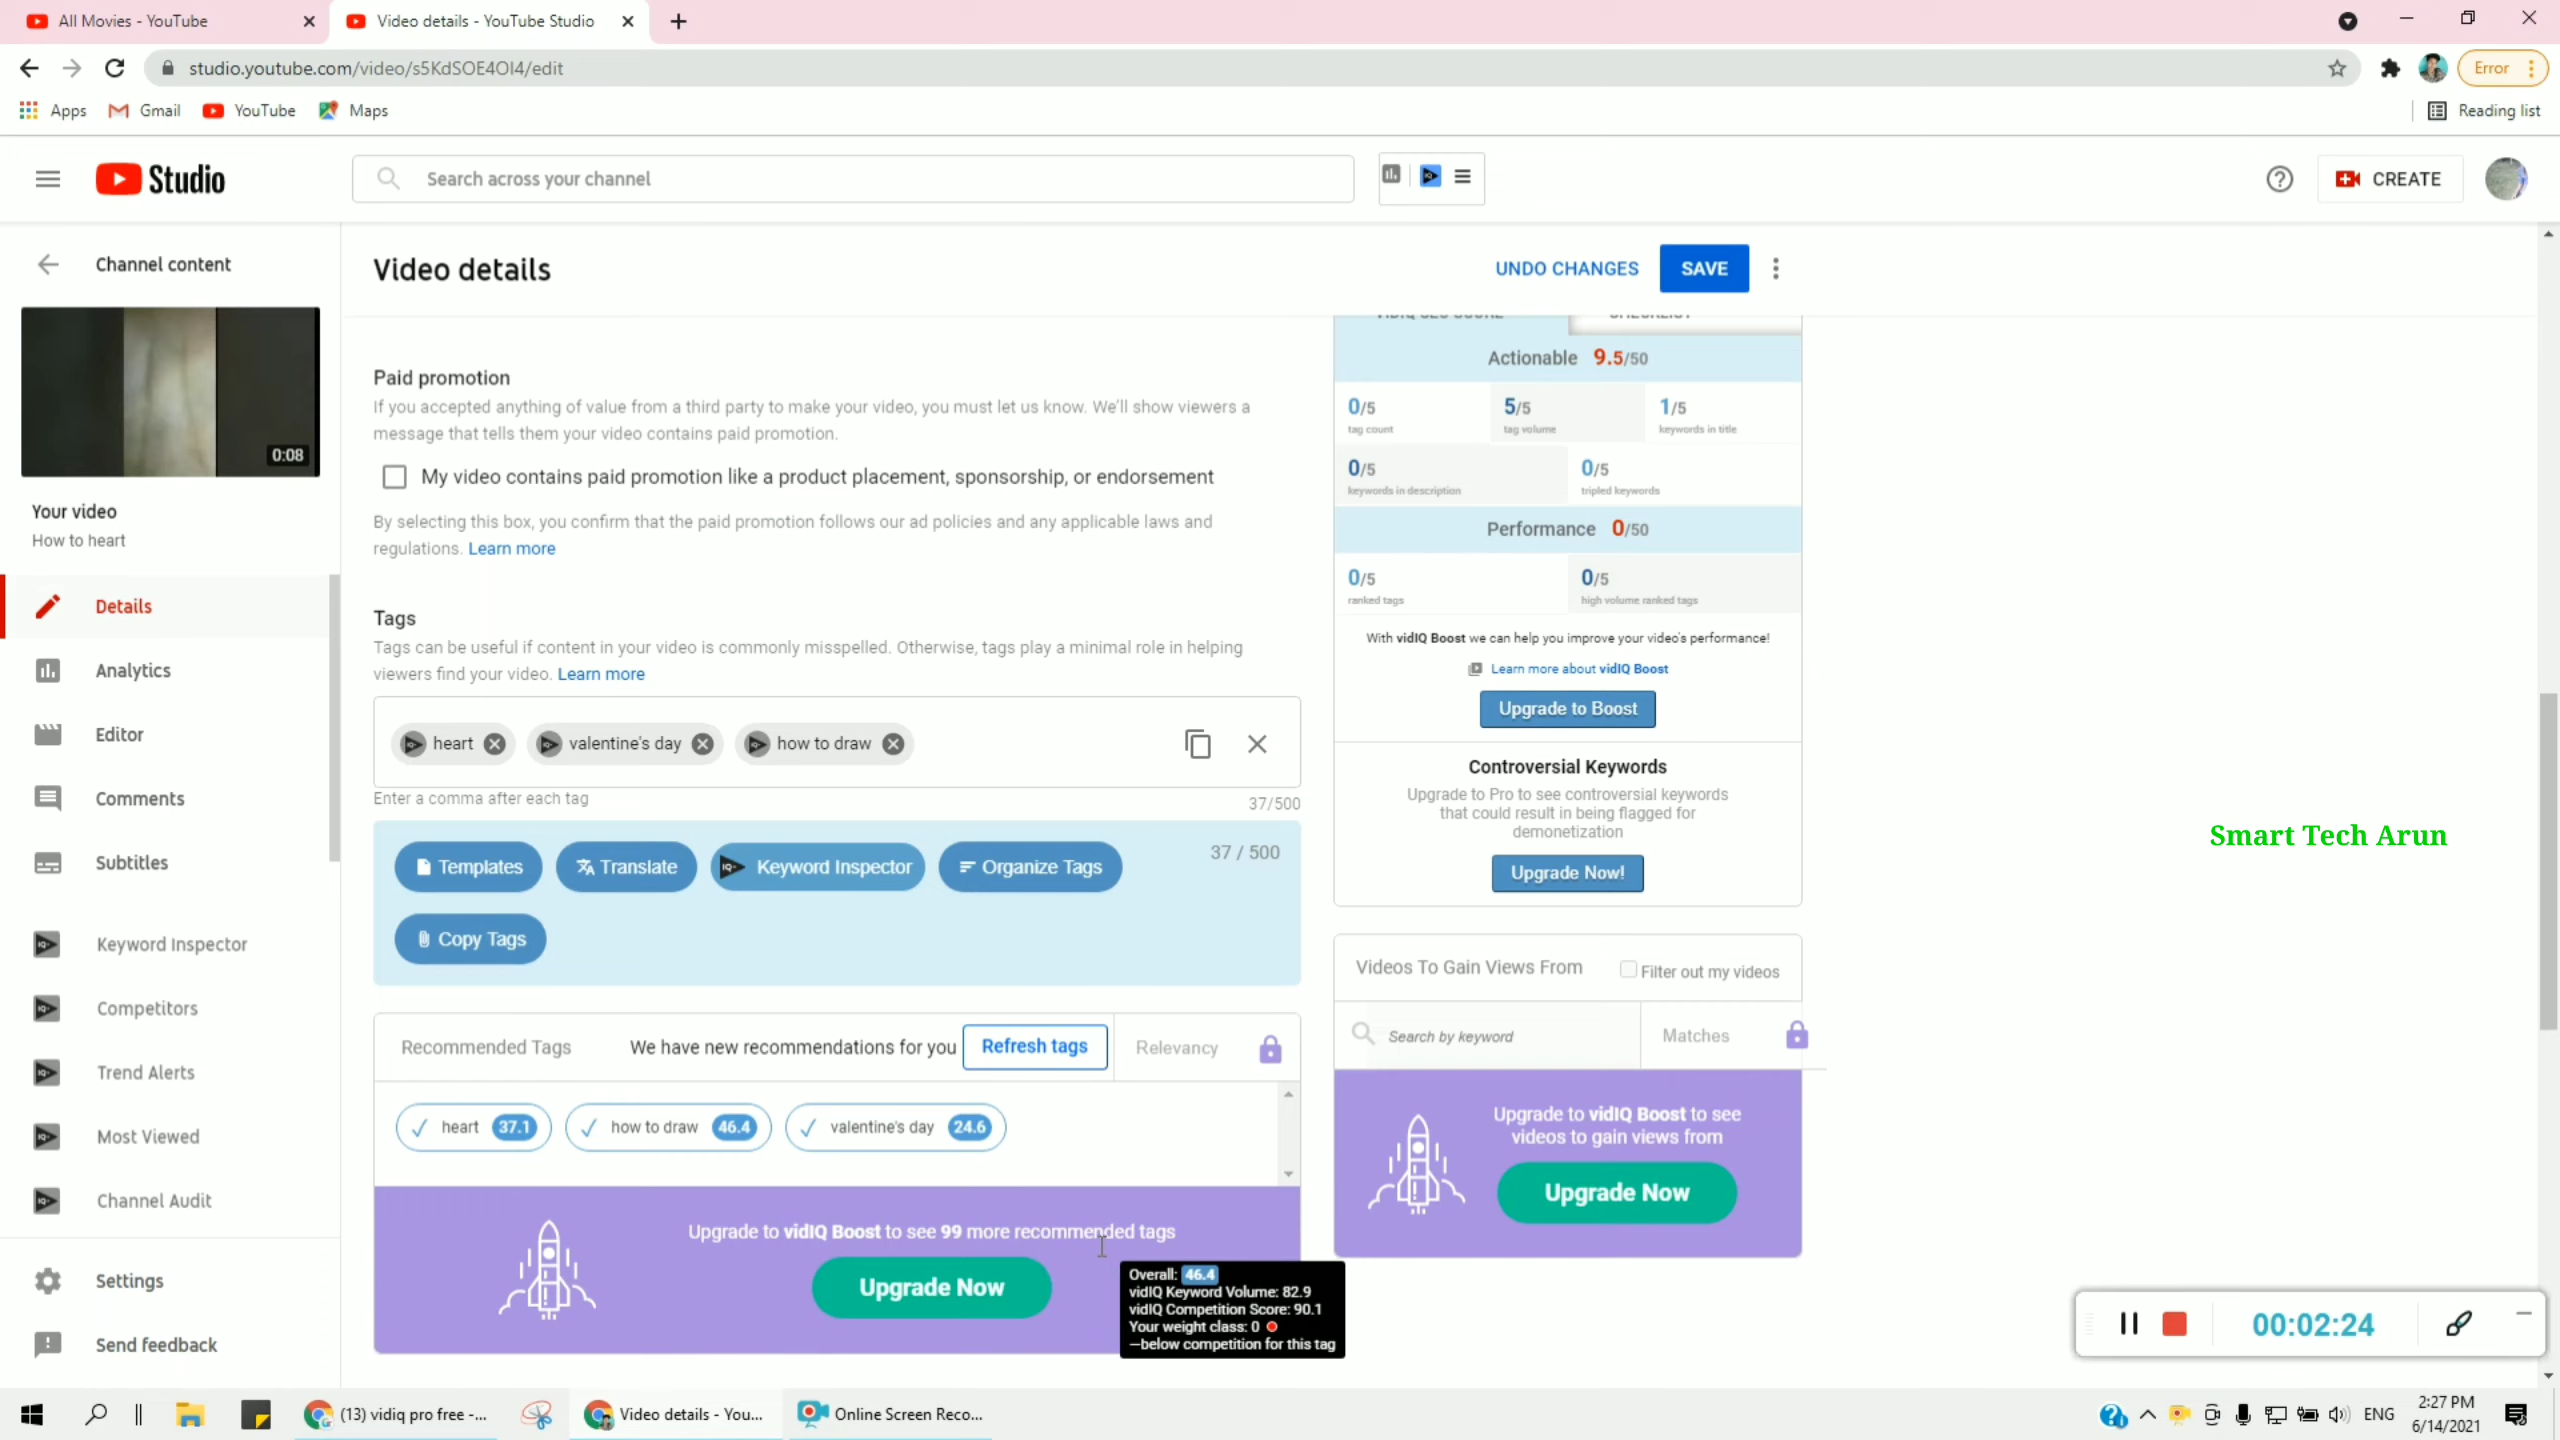 All Movies - YouTube
Video details - YouTube Studio
studio.youtube.com/video/s5KdSOE4OI4/edit
Error
Apps
Gmail
YouTube
Maps
Reading list
Studio
Search across your channel
CREATE
Channel content
0:08
Your video
How to heart
Details
Analytics
Editor
Comments
Subtitles
Keyword Inspector
Competitors
Trend Alerts
Most Viewed
Channel Audit
Settings
Send feedback
Video details
UNDO CHANGES
SAVE
Paid promotion
If you accepted anything of value from a third party to make your video, you must let us know. We'll show viewers a
message that tells them your video contains paid promotion.
My video contains paid promotion like a product placement, sponsorship, or endorsement
By selecting this box, you confirm that the paid promotion follows our ad policies and any applicable laws and
regulations. Learn more
Tags
Tags can be useful if content in your video is commonly misspelled. Otherwise, tags play a minimal role in helping
viewers find your video. Learn more
heart
valentine's day
how to draw
Enter a comma after each tag
37/500
Templates
Translate
Keyword Inspector
Organize Tags
37 / 500
Copy Tags
Recommended Tags
We have new recommendations for you
Refresh tags
Relevancy
heart 37.1
how to draw 46.4
valentine's day 24.6
Upgrade to vidIQ Boost to see 99 more recommended tags
Upgrade Now
Overall: 46.4
vidIQ Keyword Volume: 82.9
vidIQ Competition Score: 90.1
Your weight class: 0
—below competition for this tag
Actionable 9.5/50
0/5
tag count
5/5
tag volume
1/5
keywords in title
0/5
keywords in description
0/5
tripled keywords
Performance 0/50
0/5
ranked tags
0/5
high volume ranked tags
With vidIQ Boost we can help you improve your video's performance!
Learn more about vidIQ Boost
Upgrade to Boost
Controversial Keywords
Upgrade to Pro to see controversial keywords
that could result in being flagged for
demonetization
Upgrade Now!
Videos To Gain Views From
Filter out my videos
Search by keyword
Matches
Upgrade to vidIQ Boost to see
videos to gain views from
Upgrade Now
Smart Tech Arun
00:02:24
(13) vidiq pro free -...
Video details - You...
Online Screen Reco...
ENG
2:27 PM
6/14/2021